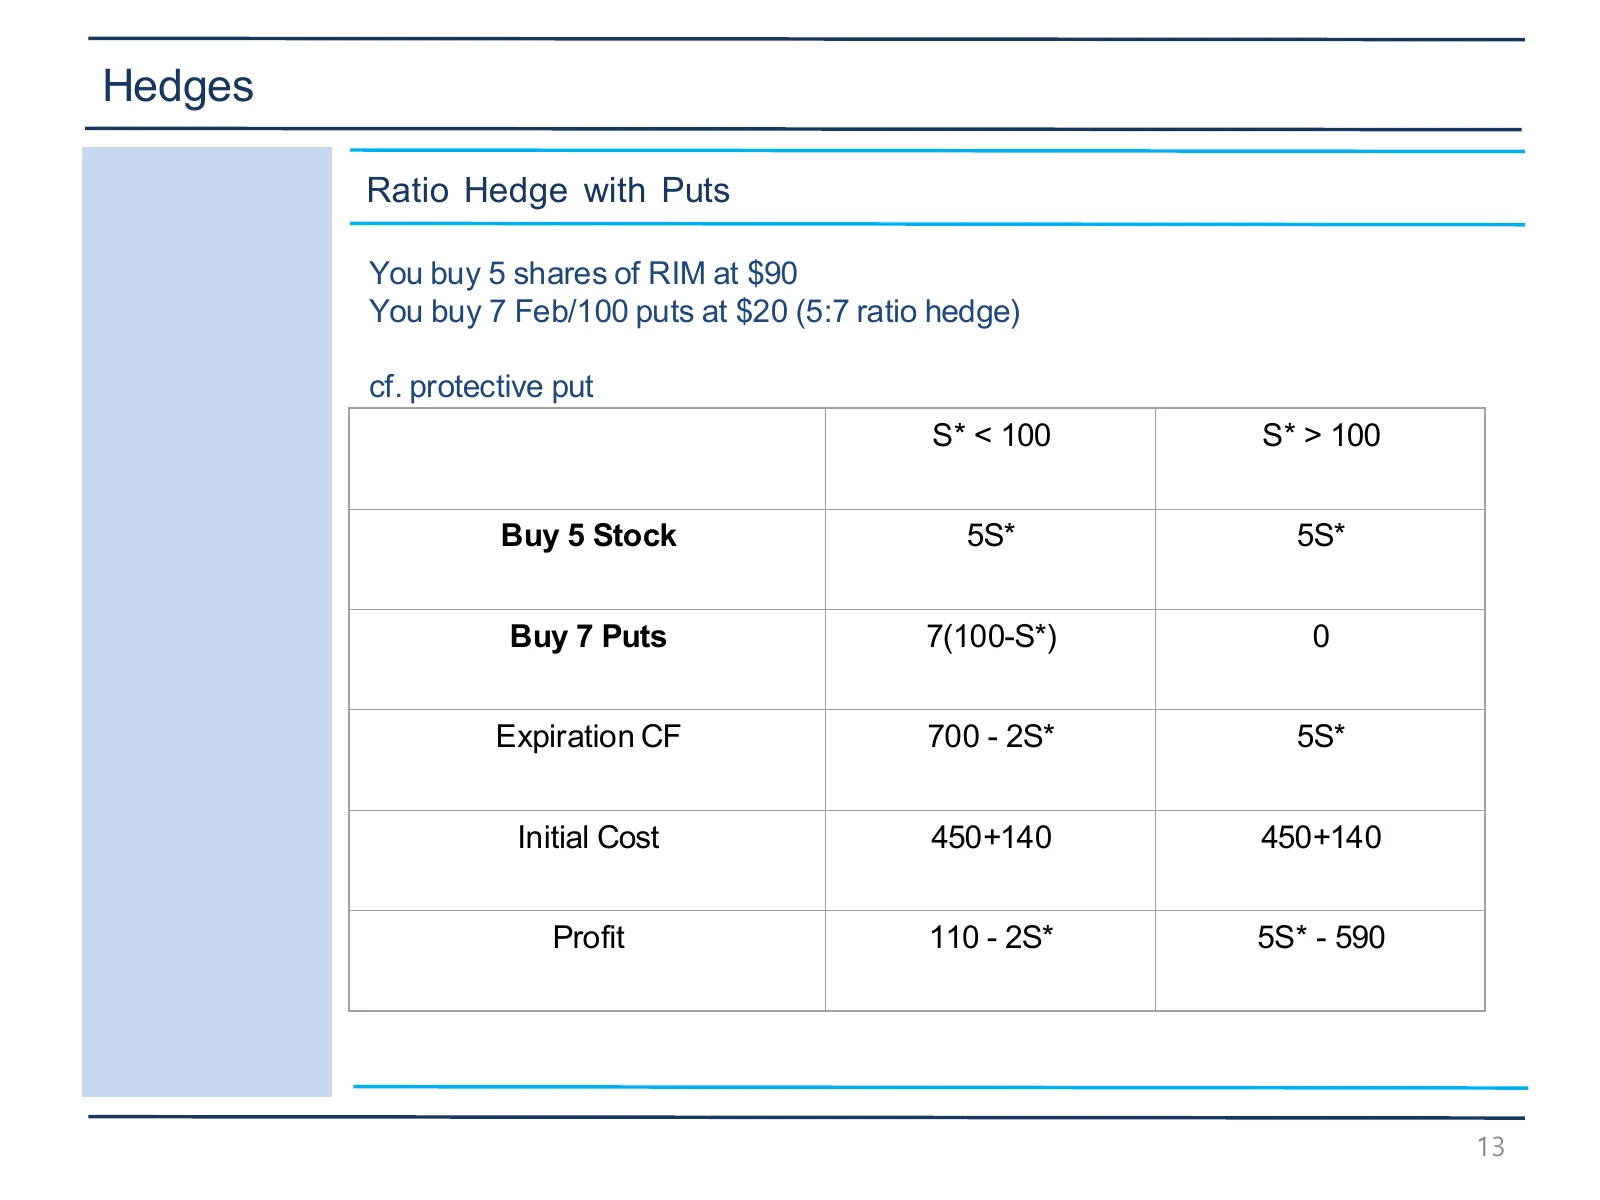 Hedges
Ratio Hedge with Puts
You buy 5 shares of RIM at $90
You buy 7 Feb/100 puts at $20 (5:7 ratio hedge)
cf. protective put
S* < 100 S* > 100
Buy 5 Stock 5S* 5S*
Buy 7 Puts 7(100-S*) 0
Expiration CF 700 - 2S* 5S*
Initial Cost 450+140 450+140
Profit 110 - 2S* 5S* - 590
13